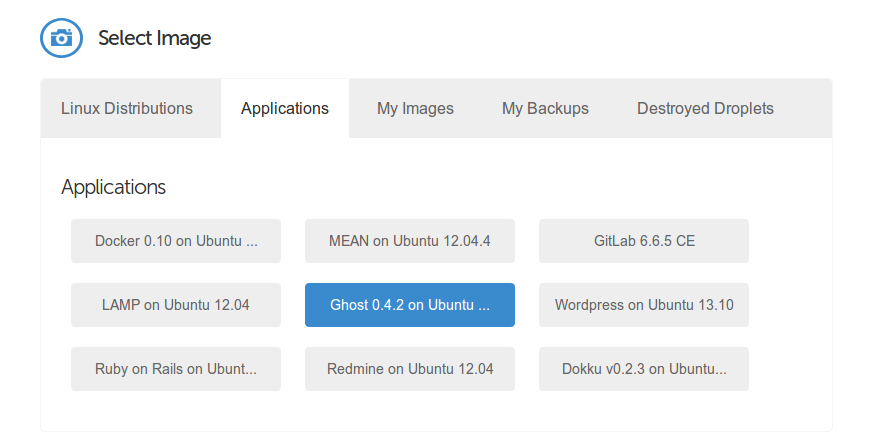 Select Image
Linux Distributions Applications My Images My Backups Destroyed Droplets
Applications
Docker 0.10 on Ubuntu ... MEAN on Ubuntu 12.04.4 GitLab 6.6.5 CE
LAMP on Ubuntu 12.04 Ghost 0.4.2 on Ubuntu ... Wordpress on Ubuntu 13.10
Ruby on Rails on Ubunt... Redmine on Ubuntu 12.04 Dokku v0.2.3 on Ubuntu...